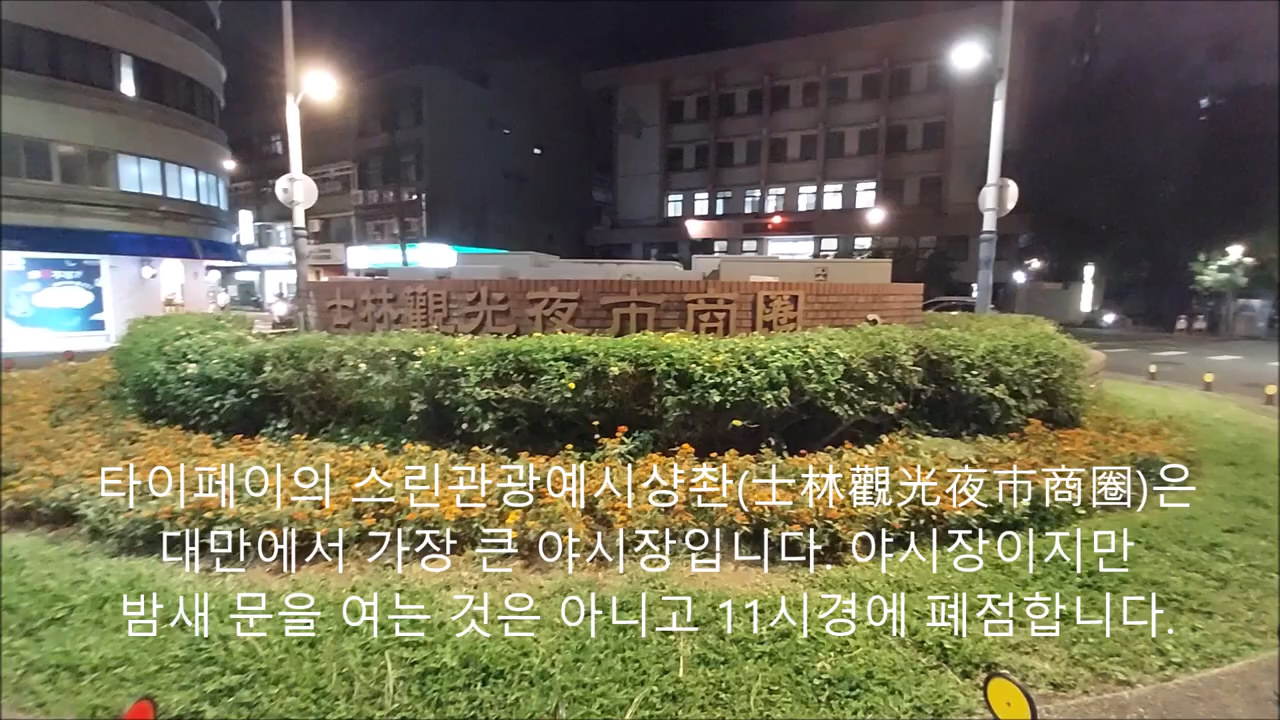 士林觀光夜市商圈
타이페이의 스린관광예시샹촨(士林觀光夜市商圈)은
대만에서 가장 큰 야시장입니다. 야시장이지만
밤새 문을 여는 것은 아니고 11시경에 폐점합니다.